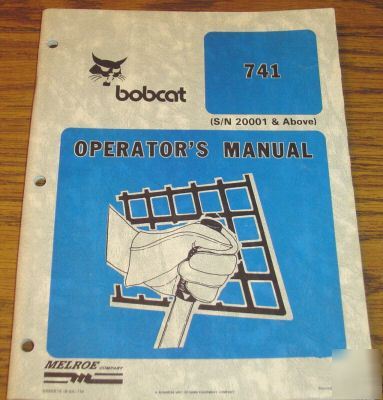 741
bobcat
(S/N 20001 & Above)
OPERATOR'S MANUAL
MELROE
COMPANY